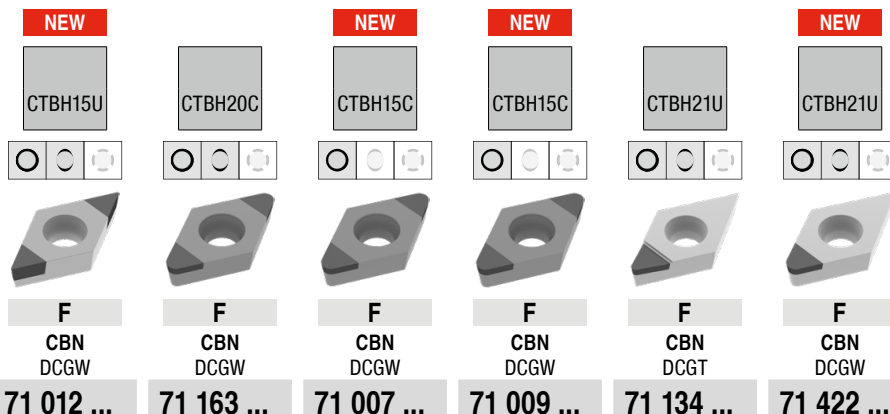 NEW NEW NEW NEW
CTBH15U CTBH20C CTBH15C CTBH15C CTBH21U CTBH21U
F F F F F F
CBN CBN CBN CBN CBN CBN
DCGW DCGW DCGW DCGW DCGT DCGW
71 012 ... 71 163 ... 71 007 ... 71 009 ... 71 134 ... 71 422 ...